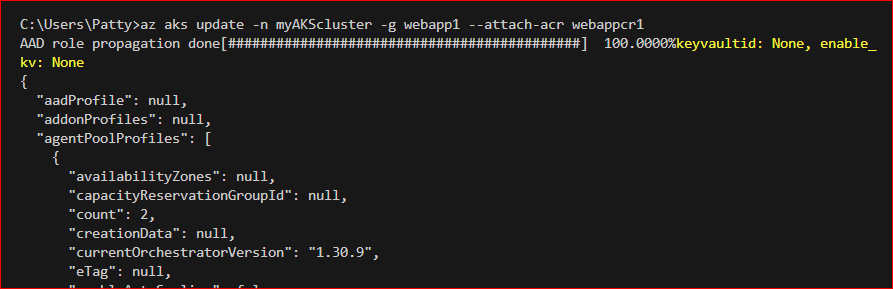 C:\Users\Patty>az aks update -n myAKScluster -g webapp1 --attach-acr webappcr1
AAD role propagation done[############################################]  100.0000%keyvaultid: None, enable_
kv: None
{
  "aadProfile": null,
  "addonProfiles": null,
  "agentPoolProfiles": [
    {
      "availabilityZones": null,
      "capacityReservationGroupId": null,
      "count": 2,
      "creationData": null,
      "currentOrchestratorVersion": "1.30.9",
      "eTag": null,